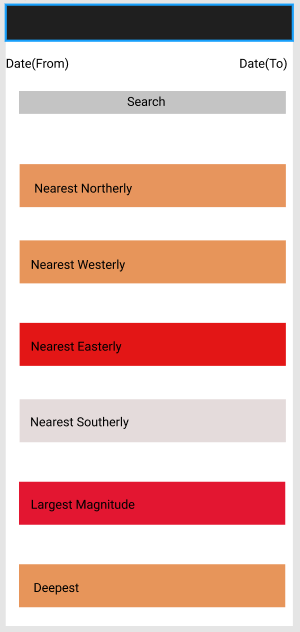 Date(From) Date(To)
Search
Nearest Northerly
Nearest Westerly
Nearest Easterly
Nearest Southerly
Largest Magnitude
Deepest